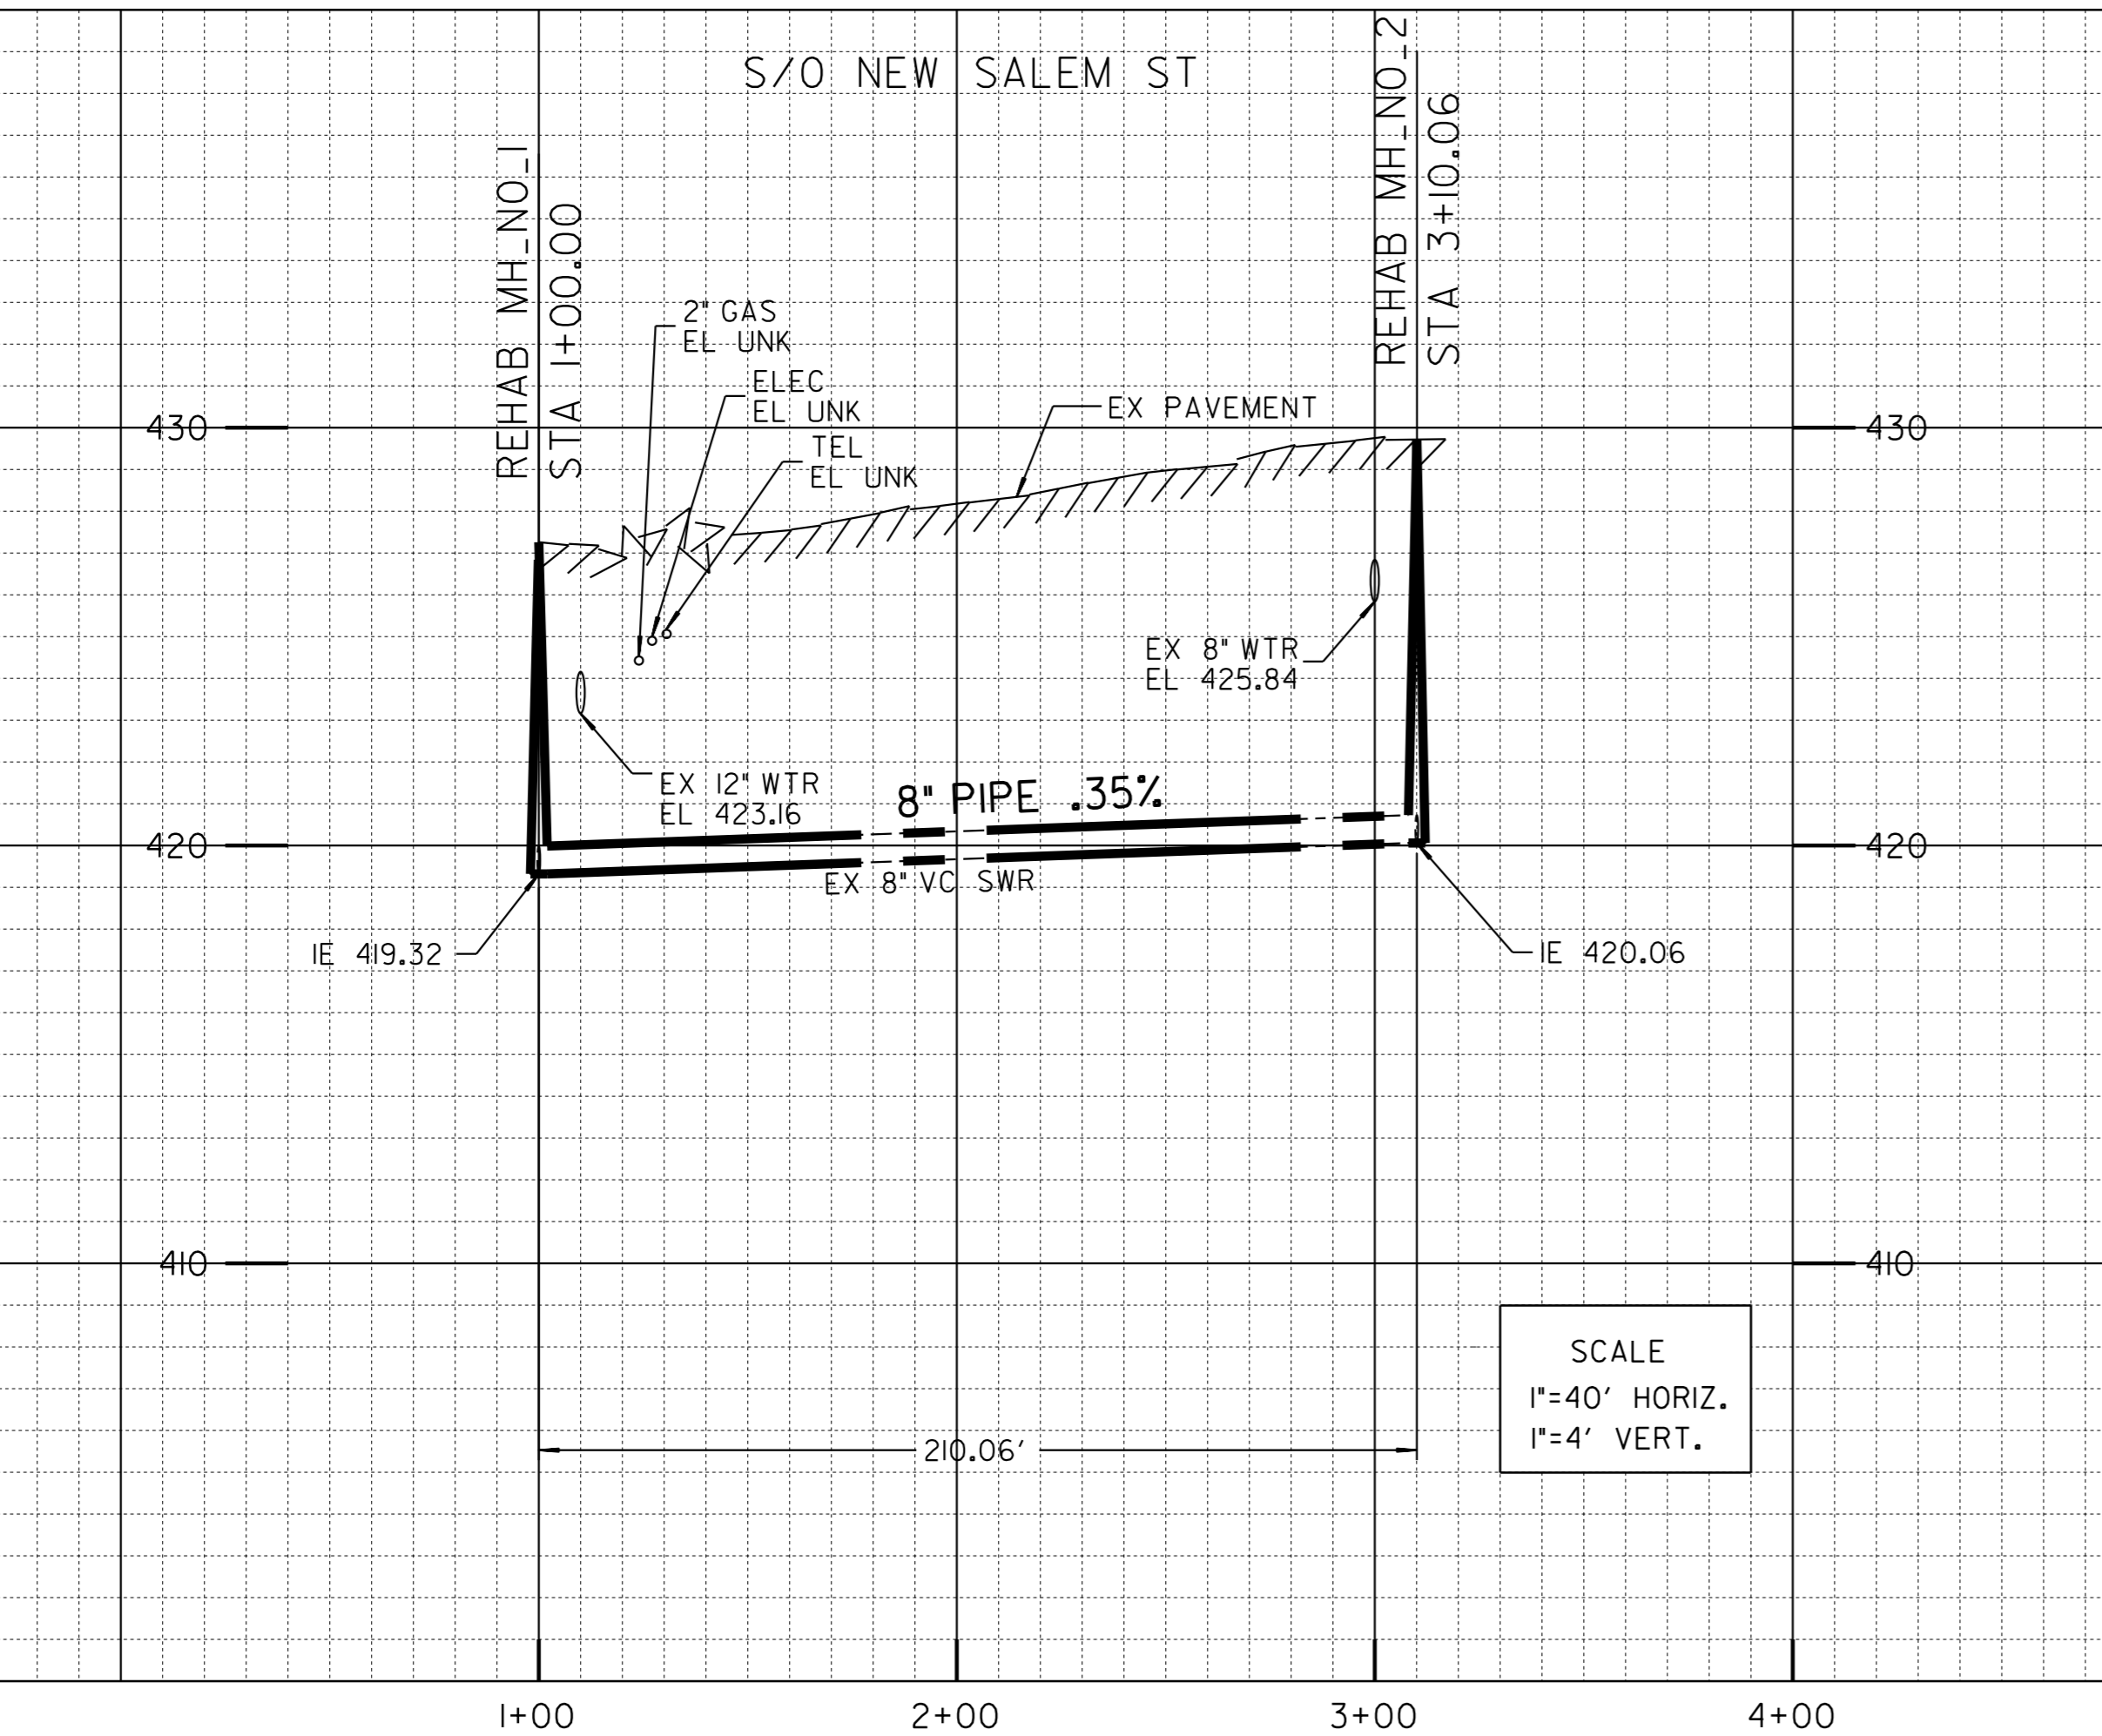 S/O NEW SALEM ST
REHAB MH_NO_1
STA 1+00.00
REHAB MH_NO_2
STA 3+10.06
2" GAS
EL UNK
ELEC
EL UNK
TEL
EL UNK
EX PAVEMENT
430
430
EX 8" WTR
EL 425.84
EX 12" WTR
EL 423.16
8" PIPE .35%
420
420
EX 8" VC SWR
IE 419.32
IE 420.06
410
410
SCALE
1"=40' HORIZ.
1"=4' VERT.
210.06'
1+00
2+00
3+00
4+00